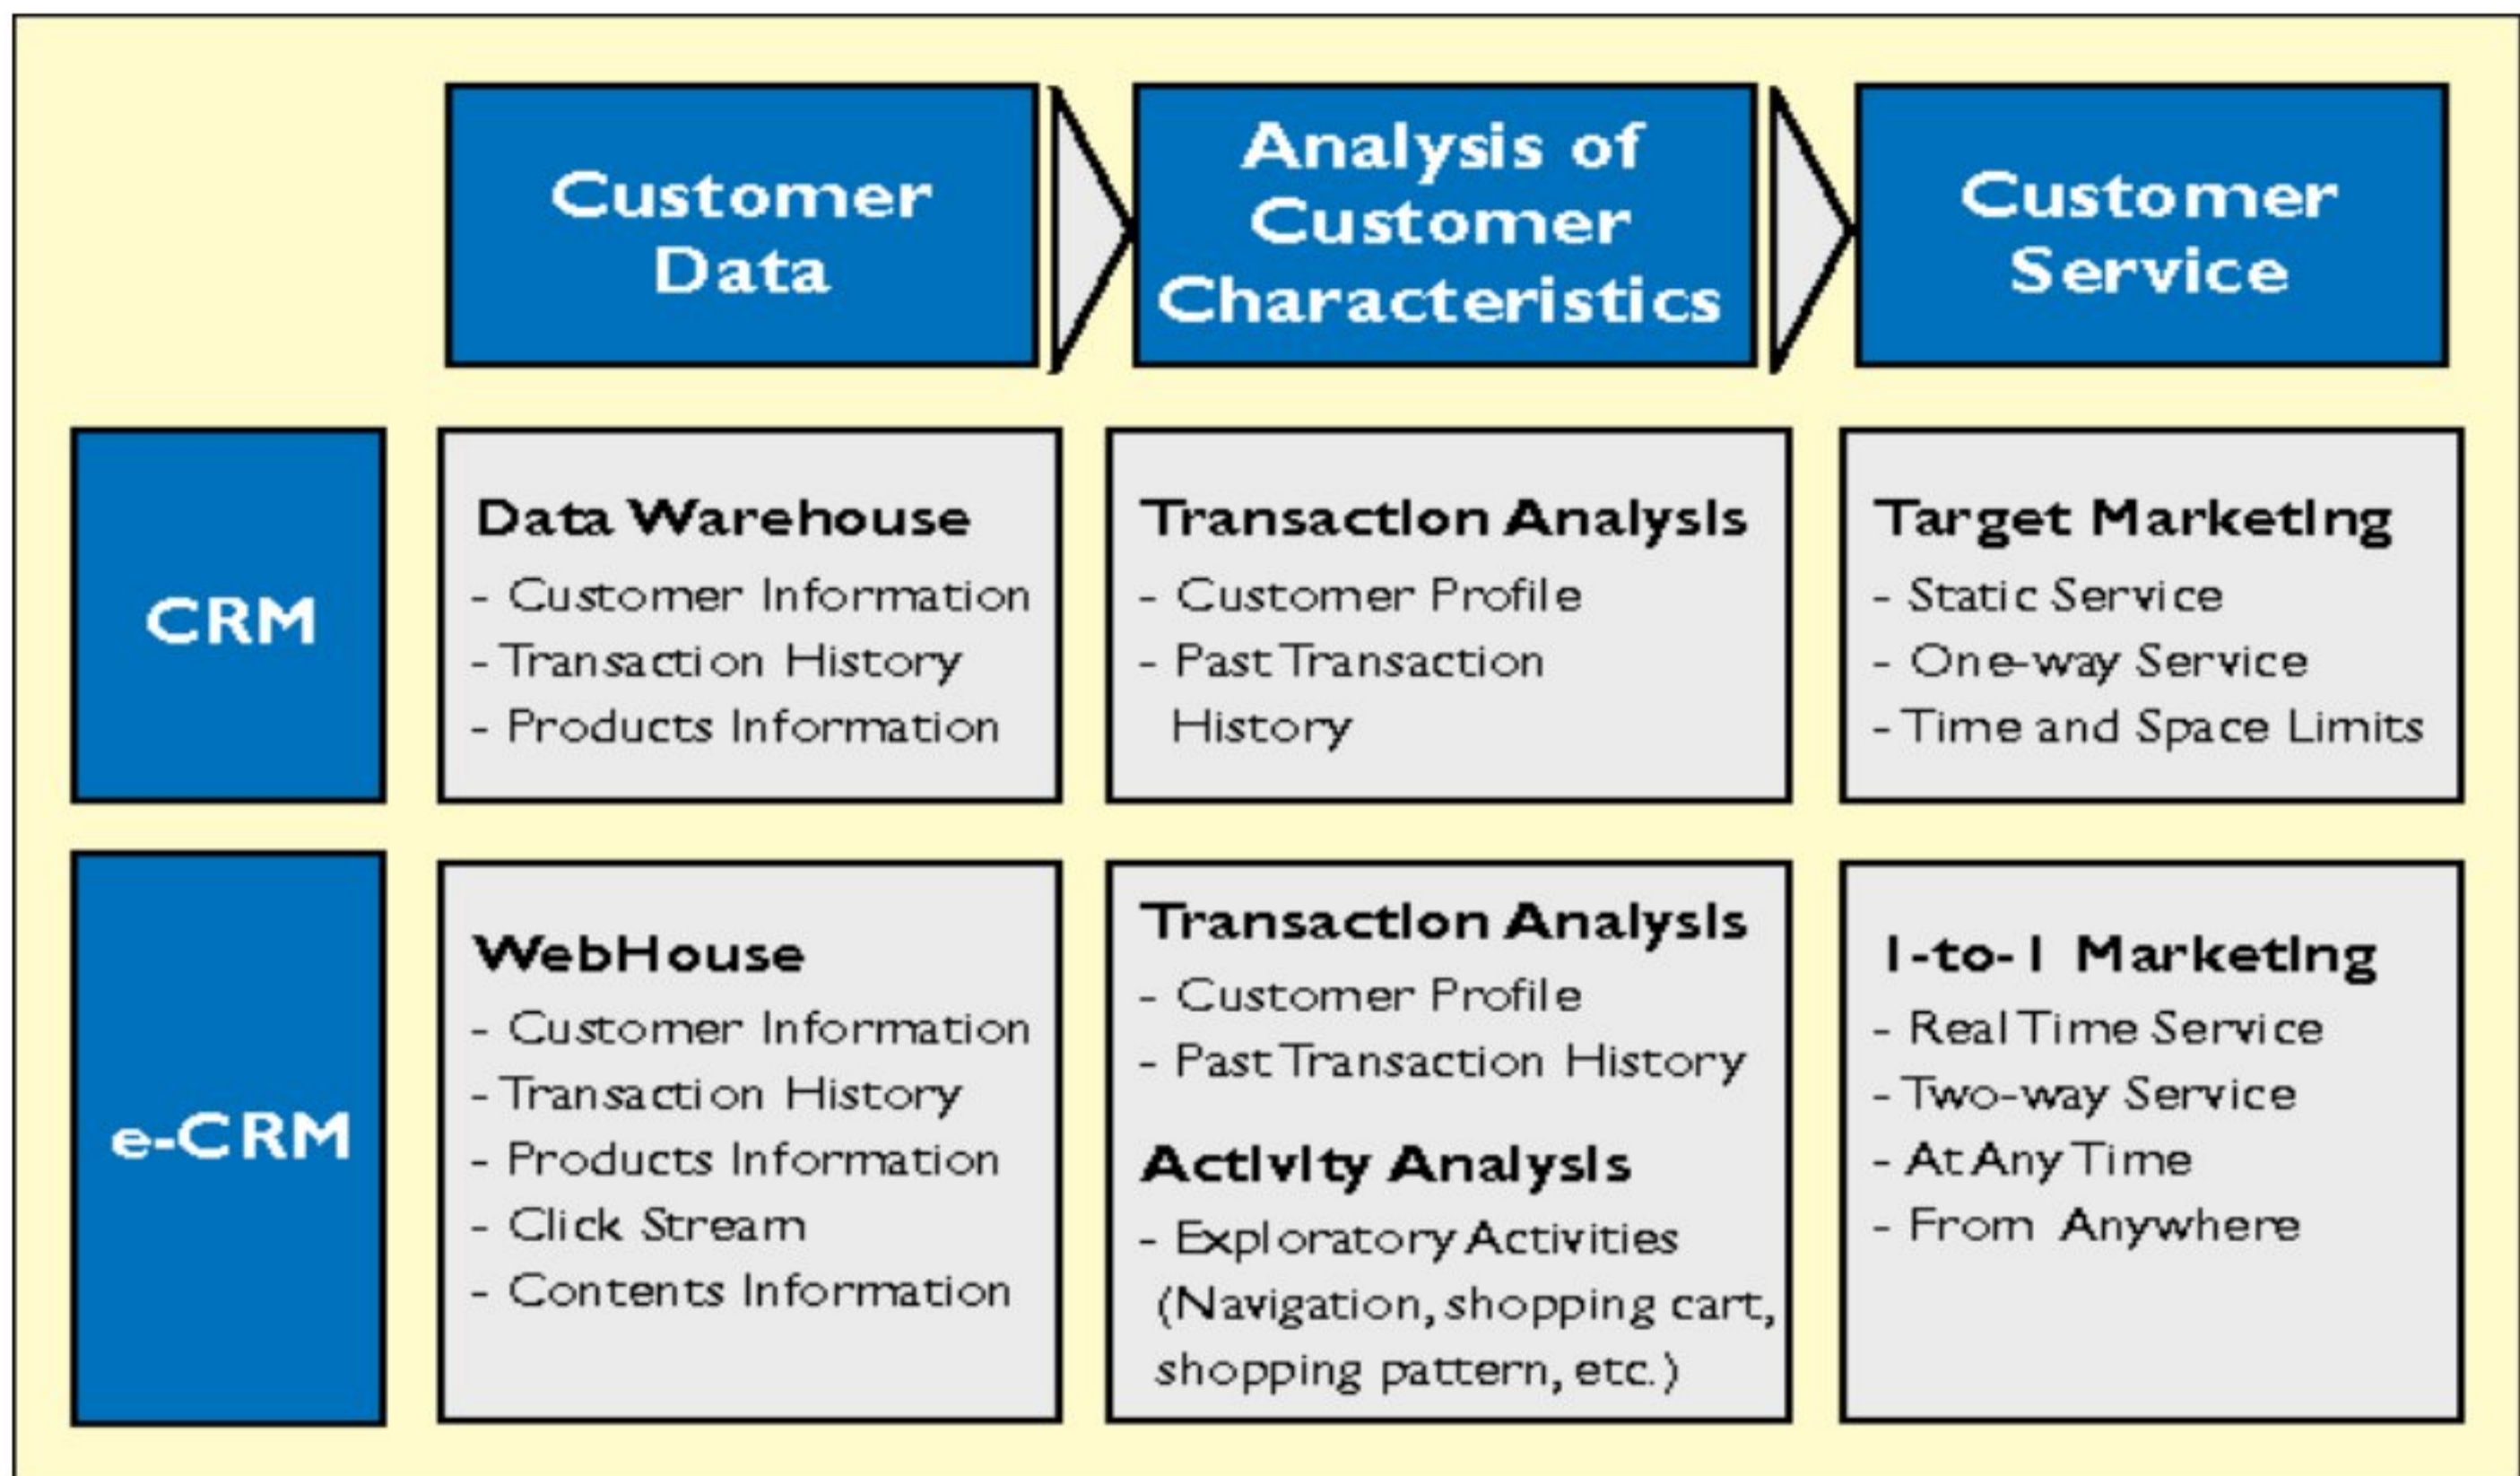 Customer
Data
Analysis of
Customer
Characteristics
Customer
Service
CRM
Data Warehouse
- Customer Information
- Transaction History
- Products Information
Transaction Analysis
- Customer Profile
- Past Transaction
History
Target Marketing
- Static Service
- One-way Service
- Time and Space Limits
e-CRM
WebHouse
- Customer Information
- Transaction History
- Products Information
- Click Stream
- Contents Information
Transaction Analysis
- Customer Profile
- Past Transaction History
Activity Analysis
- Exploratory Activities
(Navigation, shopping cart,
shopping pattern, etc.)
1-to-1 Marketing
- Real Time Service
- Two-way Service
- At Any Time
- From Anywhere